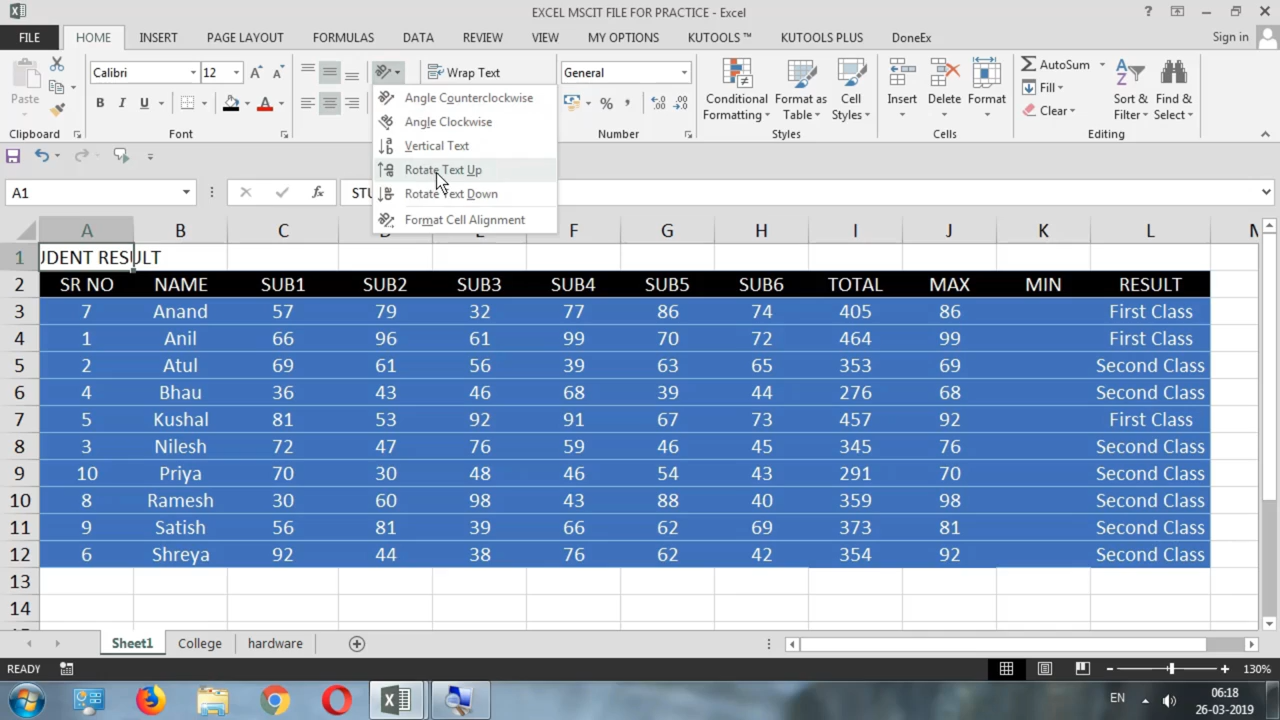 EXCEL MSCIT FILE FOR PRACTICE - Excel
FILE HOME INSERT PAGE LAYOUT FORMULAS DATA REVIEW VIEW MY OPTIONS KUTOOLS ™ KUTOOLS PLUS DoneEx Sign in
Calibri 12 Wrap Text General AutoSum
Paste B I U % Conditional Formatting Format as Table Cell Styles Insert Delete Format Fill Clear Sort & Filter Find & Select
Clipboard Font Number Styles Cells Editing
Angle Counterclockwise
Angle Clockwise
Vertical Text
Rotate Text Up
Rotate Text Down
Format Cell Alignment
A1 fx
A B C F G H I J K L
1 UDENT RESULT
2 SR NO NAME SUB1 SUB2 SUB3 SUB4 SUB5 SUB6 TOTAL MAX MIN RESULT
3 7 Anand 57 79 32 77 86 74 405 86 First Class
4 1 Anil 66 96 61 99 70 72 464 99 First Class
5 2 Atul 69 61 56 39 63 65 353 69 Second Class
6 4 Bhau 36 43 46 68 39 44 276 68 Second Class
7 5 Kushal 81 53 92 91 67 73 457 92 First Class
8 3 Nilesh 72 47 76 59 46 45 345 76 Second Class
9 10 Priya 70 30 48 46 54 43 291 70 Second Class
10 8 Ramesh 30 60 98 43 88 40 359 98 Second Class
11 9 Satish 56 81 39 66 62 69 373 81 Second Class
12 6 Shreya 92 44 38 76 62 42 354 92 Second Class
13
14
Sheet1 College hardware
READY 130%
EN 06:18
26-03-2019